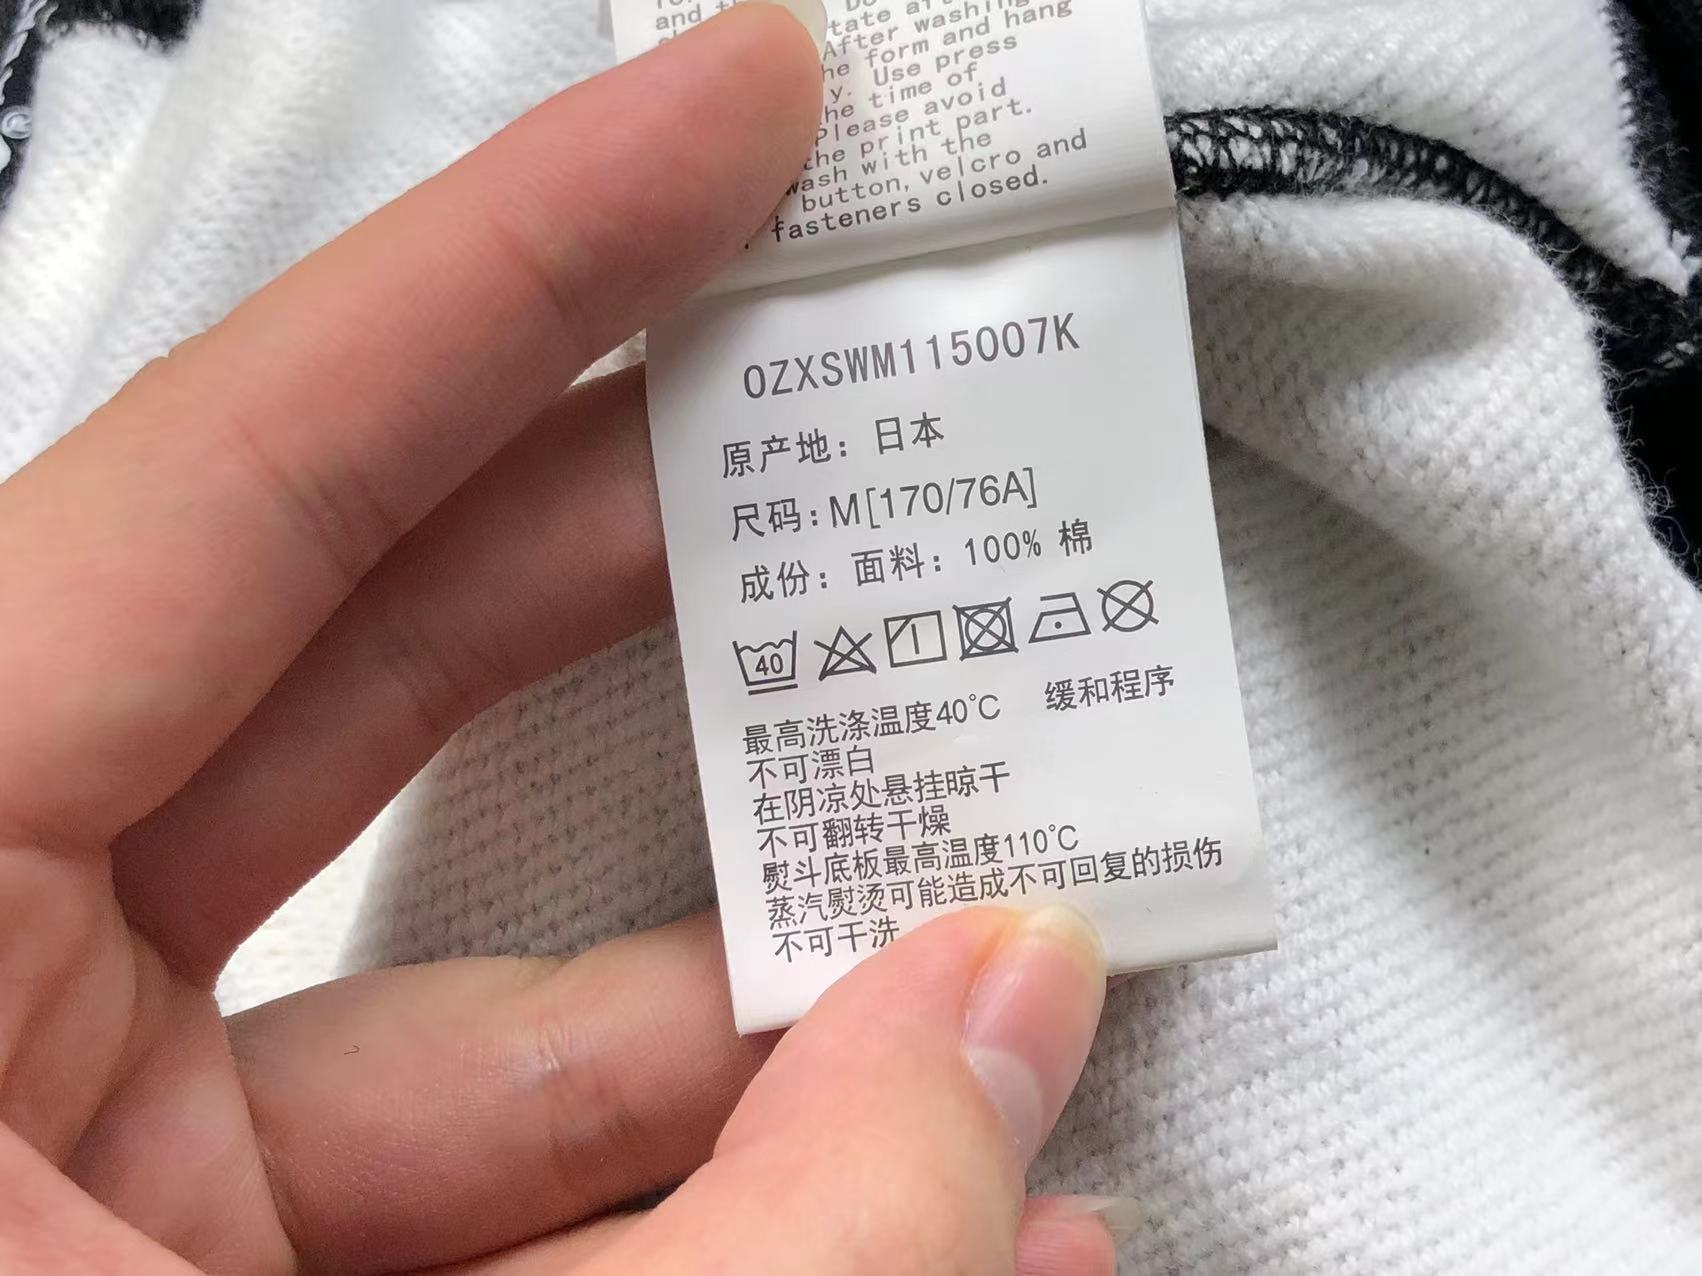 and
tate
After washing
form and hang
Use press
time of
Please avoid
the print part.
wash with the
button, velcro and
fasteners closed.
OZXSWM115007K
原产地：日本
尺码：M[170/76A]
成份：面料：100% 棉
40
最高洗涤温度40℃ 缓和程序
不可漂白
在阴凉处悬挂晾干
不可翻转干燥
熨斗底板最高温度110℃
蒸汽熨烫可能造成不可回复的损伤
不可干洗